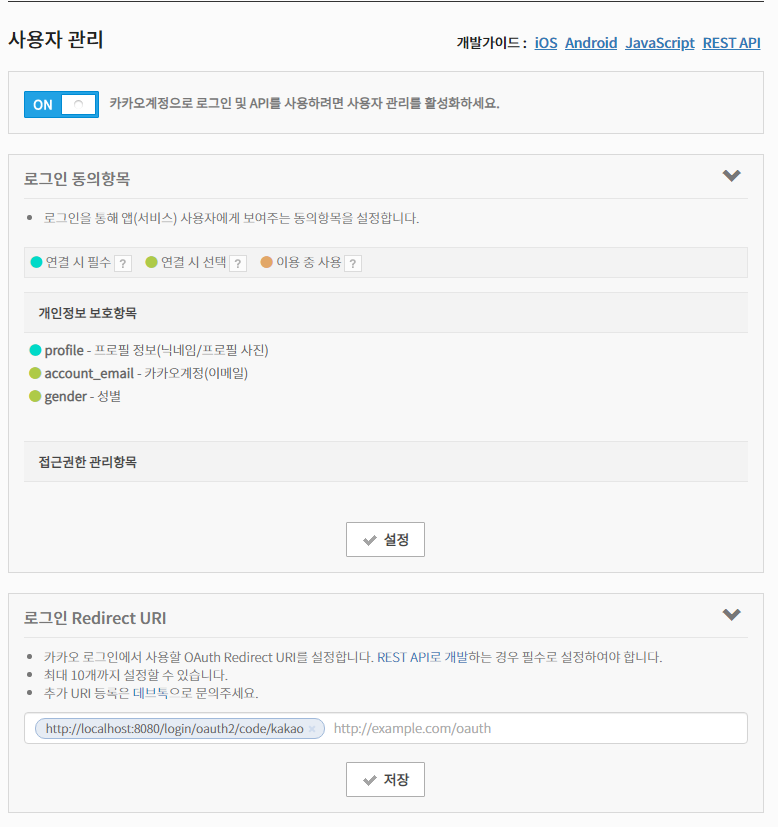 사용자 관리
개발가이드 : iOS Android JavaScript REST API
ON 카카오계정으로 로그인 및 API를 사용하려면 사용자 관리를 활성화하세요.
로그인 동의항목
로그인을 통해 앱(서비스) 사용자에게 보여주는 동의항목을 설정합니다.
연결 시 필수 ? 연결 시 선택 ? 이용 중 사용 ?
개인정보 보호항목
profile - 프로필 정보(닉네임/프로필 사진)
account_email - 카카오계정(이메일)
gender - 성별
접근권한 관리항목
설정
로그인 Redirect URI
카카오 로그인에서 사용할 OAuth Redirect URI를 설정합니다. REST API로 개발하는 경우 필수로 설정하여야 합니다.
최대 10개까지 설정할 수 있습니다.
추가 URI 등록은 데브톡으로 문의주세요.
http://localhost:8080/login/oauth2/code/kakao × http://example.com/oauth
저장